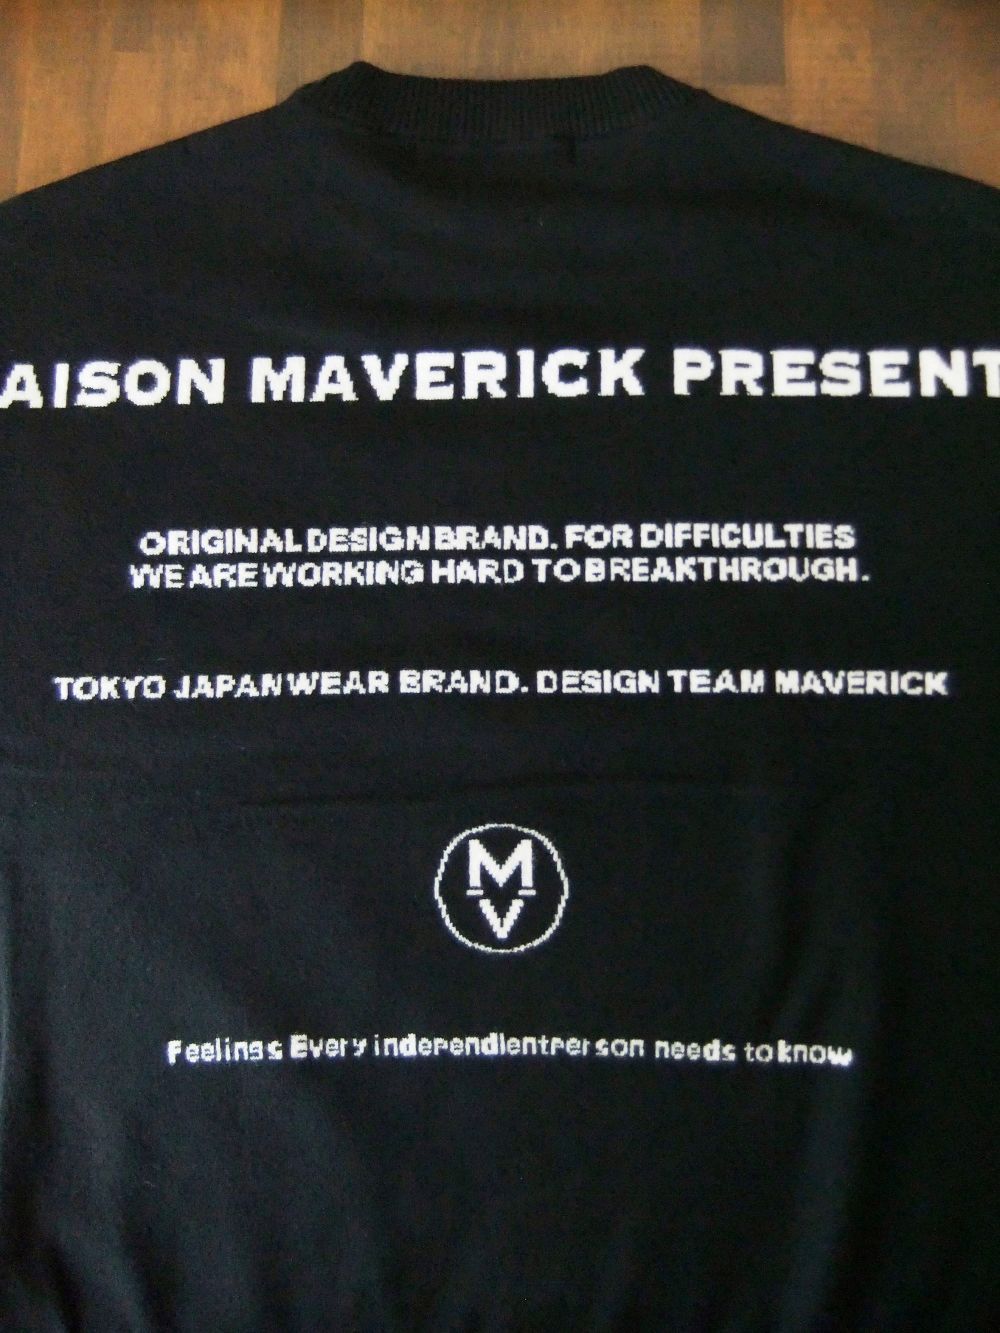 AISON MAVERICK PRESENT
ORIGINAL DESIGN BRAND. FOR DIFFICULTIES
WE ARE WORKING HARD TO BREAKTHROUGH.
TOKYO JAPAN WEAR BRAND. DESIGN TEAM MAVERICK
M
V
Feelings Every independlent person needs to know